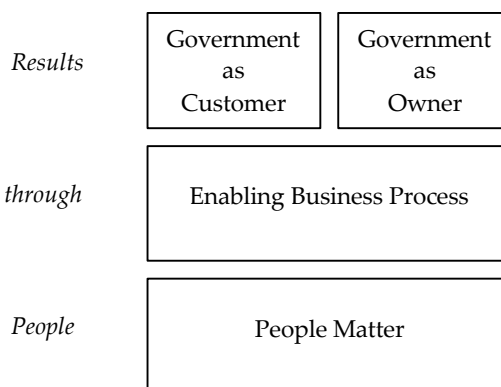 Results
Government
as
Customer
Government
as
Owner
through
Enabling Business Process
People
People Matter